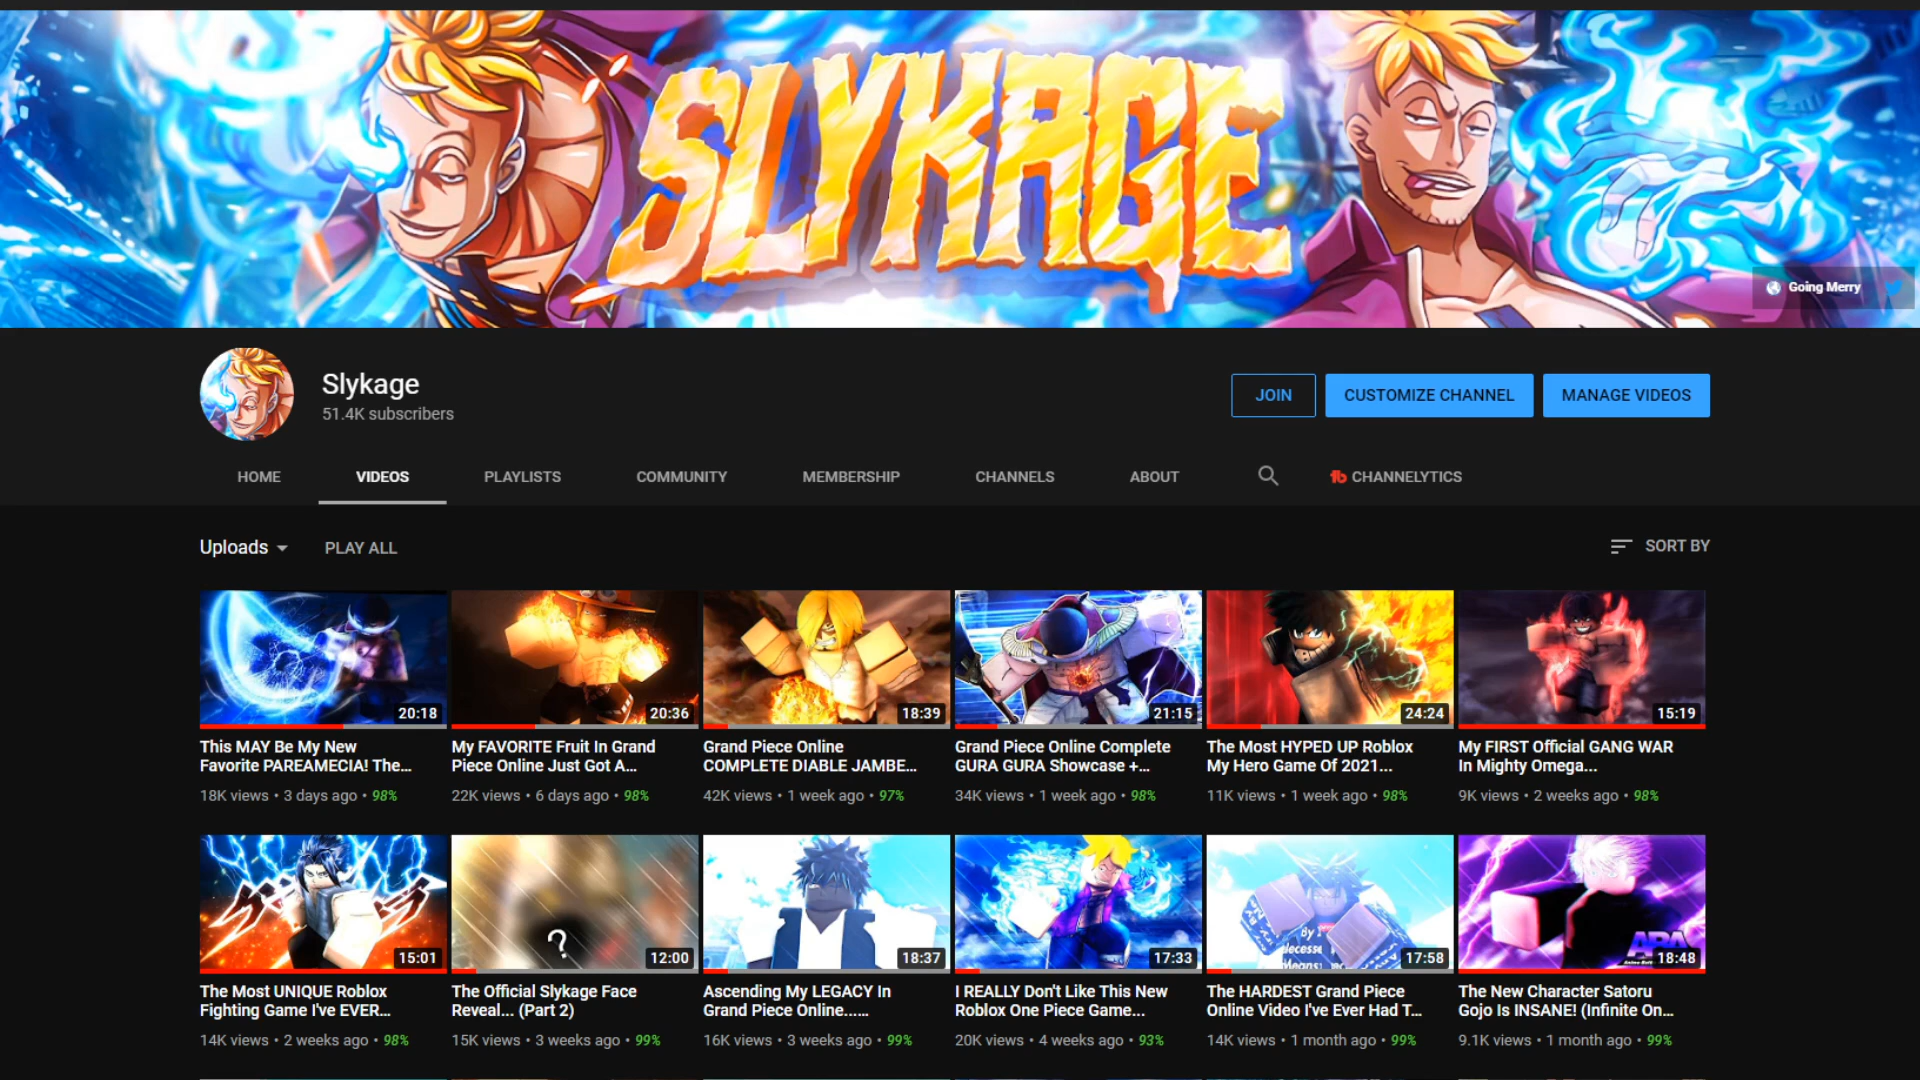 SLYKAGE
Going Merry
Slykage
51.4K subscribers
JOIN
CUSTOMIZE CHANNEL
MANAGE VIDEOS
HOME
VIDEOS
PLAYLISTS
COMMUNITY
MEMBERSHIP
CHANNELS
ABOUT
CHANNELYTICS
Uploads
PLAY ALL
SORT BY
20:18
20:36
18:39
21:15
24:24
15:19
This MAY Be My New
Favorite PAREAMECIA! The...
18K views • 3 days ago • 98%
My FAVORITE Fruit In Grand
Piece Online Just Got A...
22K views • 6 days ago • 98%
Grand Piece Online
COMPLETE DIABLE JAMBE...
42K views • 1 week ago • 97%
Grand Piece Online Complete
GURA GURA Showcase +...
34K views • 1 week ago • 98%
The Most HYPED UP Roblox
My Hero Game Of 2021...
11K views • 1 week ago • 98%
My FIRST Official GANG WAR
In Mighty Omega...
9K views • 2 weeks ago • 98%
15:01
?
12:00
18:37
17:33
By
17:58
18:48
The Most UNIQUE Roblox
Fighting Game I've EVER...
14K views • 2 weeks ago • 98%
The Official Slykage Face
Reveal... (Part 2)
15K views • 3 weeks ago • 99%
Ascending My LEGACY In
Grand Piece Online......
16K views • 3 weeks ago • 99%
I REALLY Don't Like This New
Roblox One Piece Game...
20K views • 4 weeks ago • 93%
The HARDEST Grand Piece
Online Video I've Ever Had T...
14K views • 1 month ago • 99%
The New Character Satoru
Gojo Is INSANE! (Infinite On...
9.1K views • 1 month ago • 99%